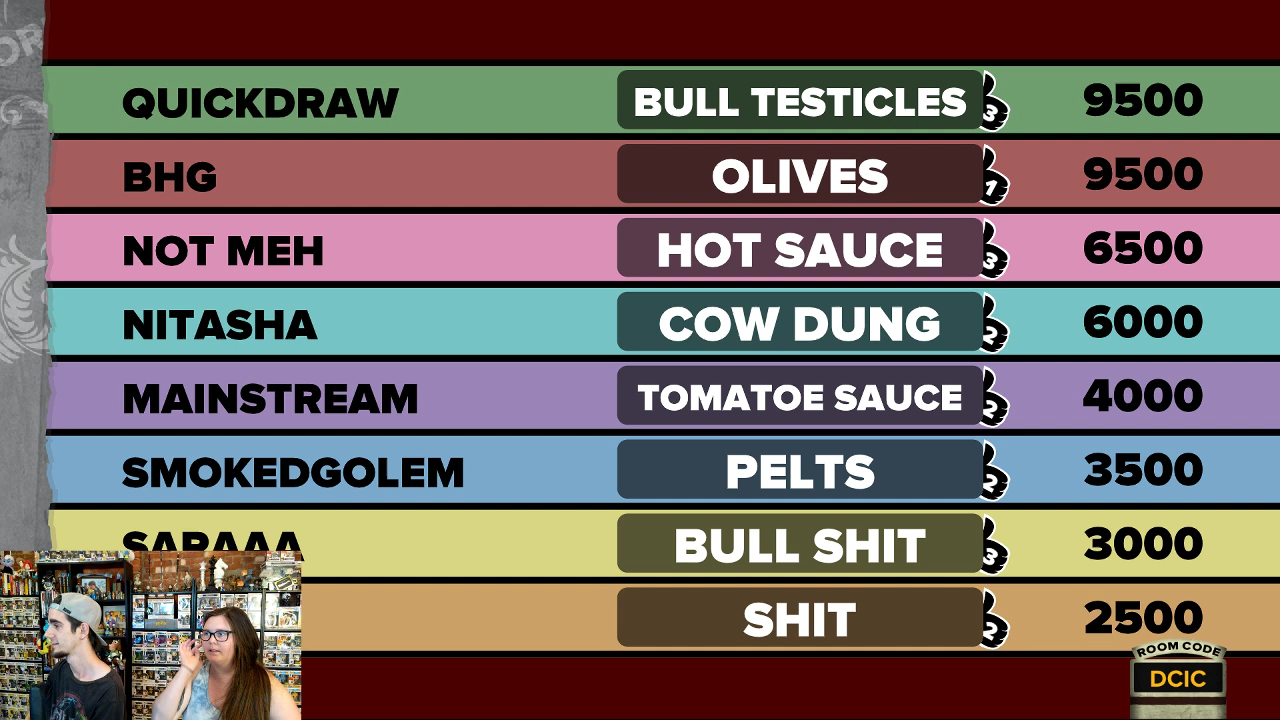 QUICKDRAW BULL TESTICLES 3 9500
BHG OLIVES 1 9500
NOT MEH HOT SAUCE 3 6500
NITASHA COW DUNG 2 6000
MAINSTREAM TOMATOE SAUCE 2 4000
SMOKEDGOLEM PELTS 2 3500
SARAAA BULL SHIT 3 3000
SHIT 2 2500
ROOM CODE
DCIC